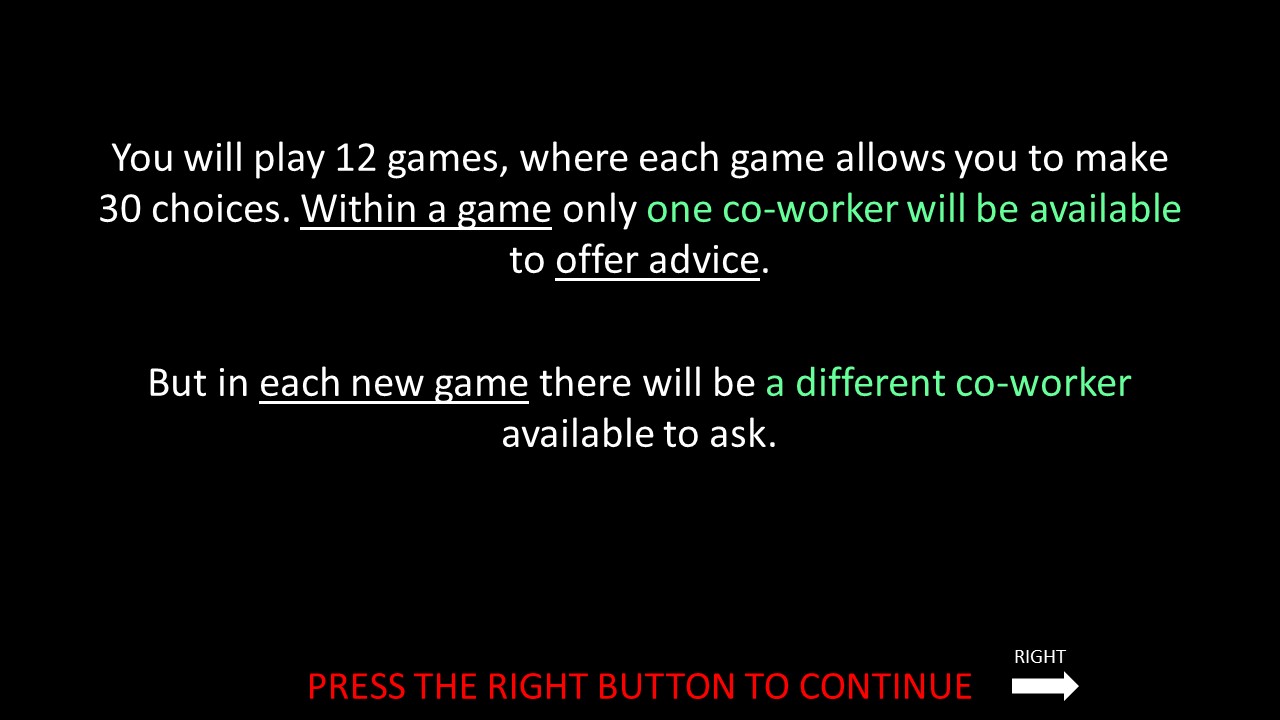 You will play 12 games, where each game allows you to make
30 choices. Within a game only one co-worker will be available
to offer advice.
But in each new game there will be a different co-worker
available to ask.
RIGHT
PRESS THE RIGHT BUTTON TO CONTINUE